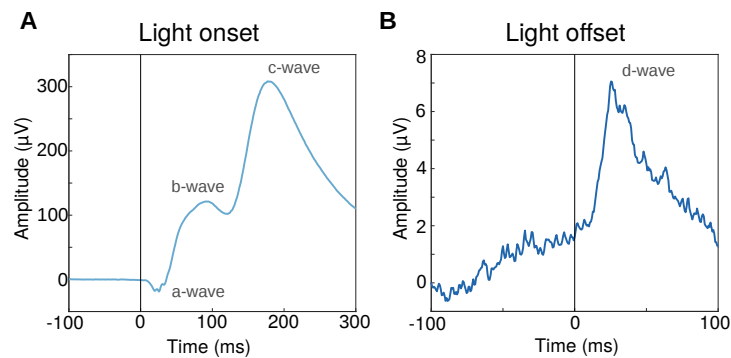 A
Light onset
Amplitude (µV)
300
200
100
0
c-wave
b-wave
a-wave
-100
0
100
200
300
Time (ms)
B
Light offset
Amplitude (µV)
8
6
4
2
0
d-wave
-100
0
100
Time (ms)